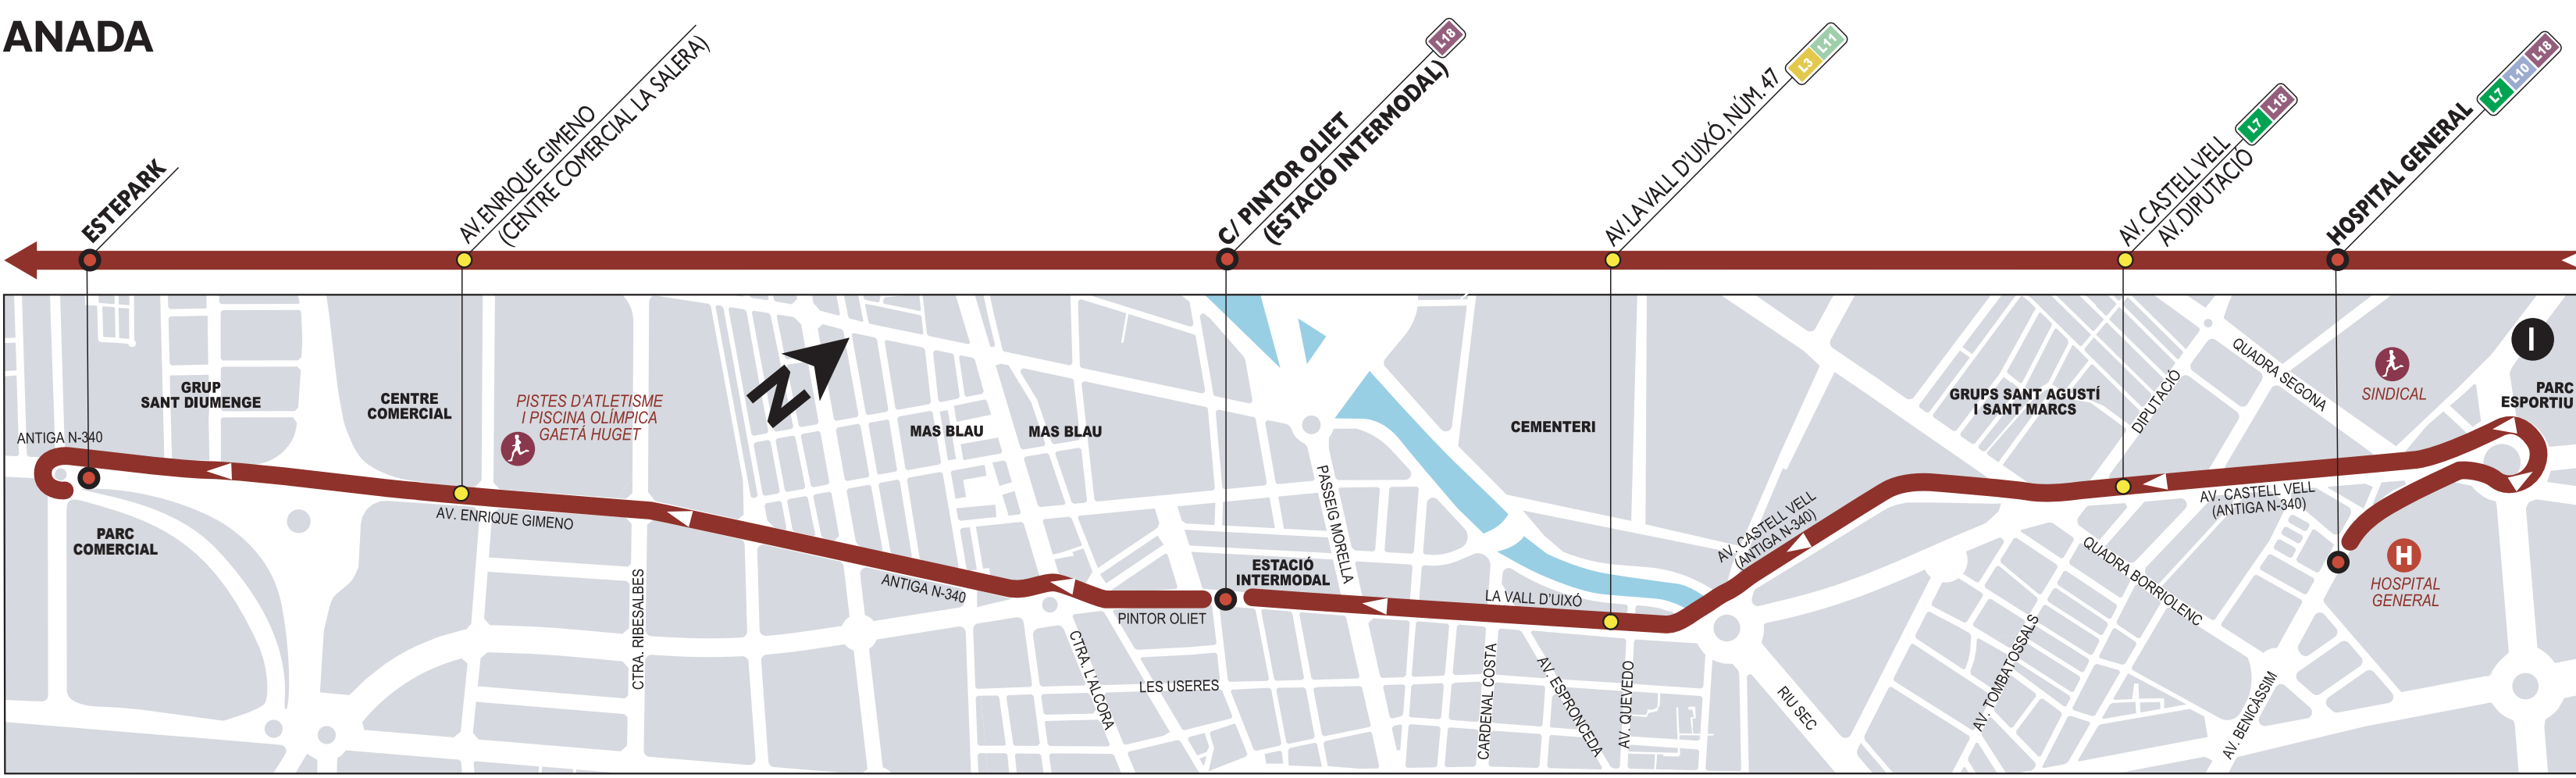 ANADA
ESTEPARK
AV. ENRIQUE GIMENO
(CENTRE COMERCIAL LA SALERA)
C/ PINTOR OLIET
(ESTACIÓ INTERMODAL)
L18
AV. LA VALL D'UIXÓ, NÚM. 47
L3 L11
AV. CASTELL VELL
AV. DIPUTACIÓ
L7 L18
HOSPITAL GENERAL
L7 L10 L18
GRUP
SANT DIUMENGE
ANTIGA N-340
PARC
COMERCIAL
CENTRE
COMERCIAL
PISTES D'ATLETISME
I PISCINA OLÍMPICA
GAETÁ HUGET
AV. ENRIQUE GIMENO
CTRA. RIBESALBES
N
MAS BLAU
MAS BLAU
ANTIGA N-340
CTRA. L'ALCORA
PINTOR OLIET
LES USERES
ESTACIÓ
INTERMODAL
PASSEIG MORELLA
CEMENTERI
LA VALL D'UIXÓ
CARDENAL COSTA
AV. ESPRONCEDA
AV. QUEVEDO
AV. CASTELL VELL
(ANTIGA N-340)
RIU SEC
GRUPS SANT AGUSTÍ
I SANT MARCS
DIPUTACIÓ
QUADRA SEGONA
AV. CASTELL VELL
(ANTIGA N-340)
QUADRA BORRIOLENC
AV. TOMBATOSSALS
AV. BENICÀSSIM
SINDICAL
I
PARC
ESPORTIU
H
HOSPITAL
GENERAL